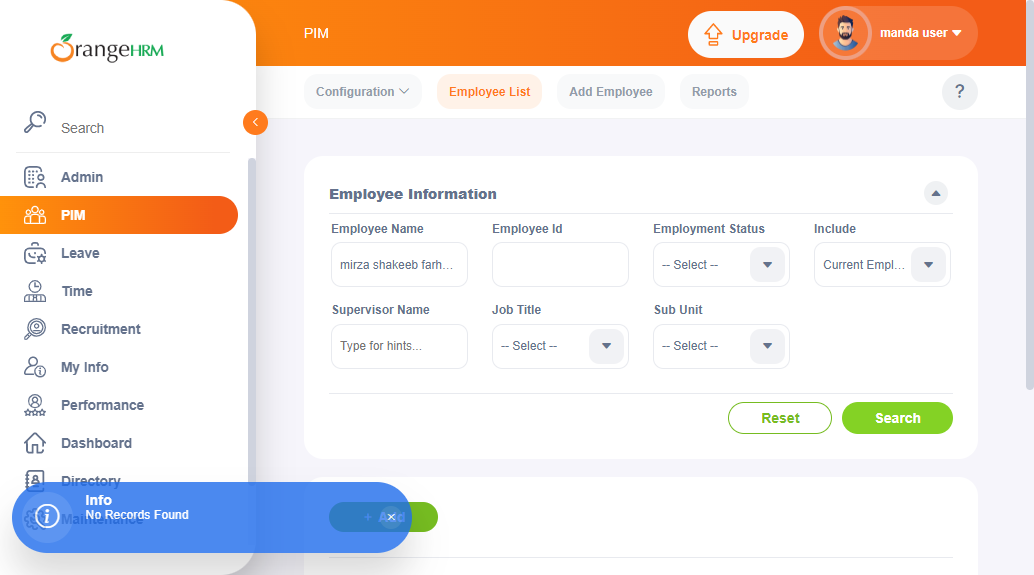 OrangeHRM
PIM
Upgrade
manda user
Search
Configuration
Employee List
Add Employee
Reports
?
Admin
PIM
Leave
Time
Recruitment
My Info
Performance
Dashboard
Directory
Maintenance
Employee Information
Employee Name
Employee Id
Employment Status
Include
mirza shakeeb farh...
-- Select --
Current Empl...
Supervisor Name
Job Title
Sub Unit
Type for hints...
-- Select --
-- Select --
Reset
Search
+ Add
Info
No Records Found